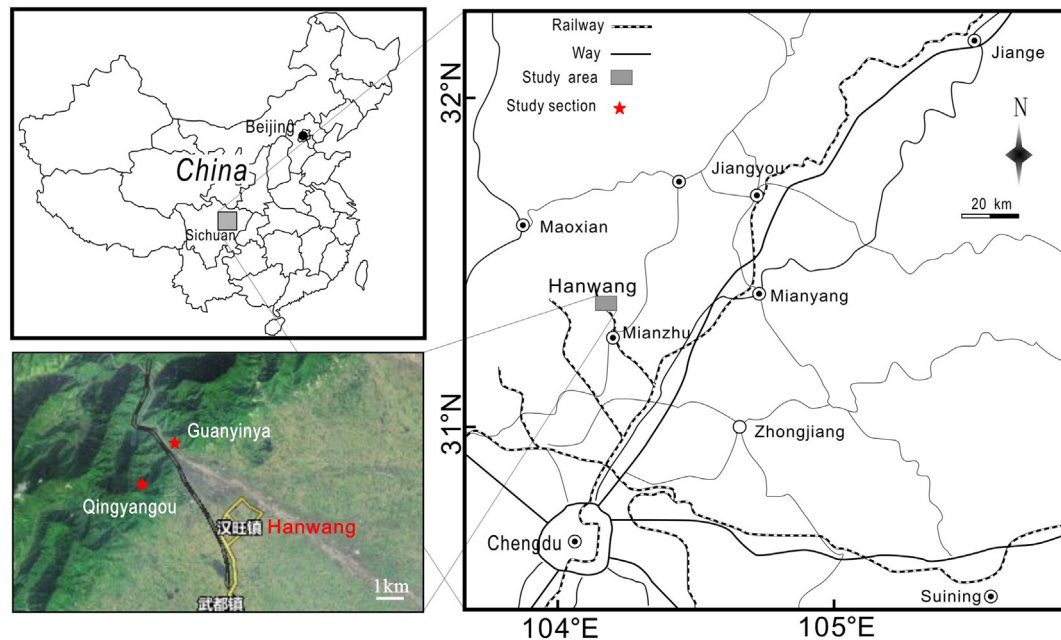 Beijing
China
Sichuan
Railway
Way
Study area
Study section
32°N
31°N
N
20 km
Jiange
Jiangyou
Maoxian
Hanwang
Mianyang
Mianzhu
Zhongjiang
Chengdu
Suining
104°E
105°E
Guanyinya
Qingyangou
汉旺镇 Hanwang
武都镇
1km